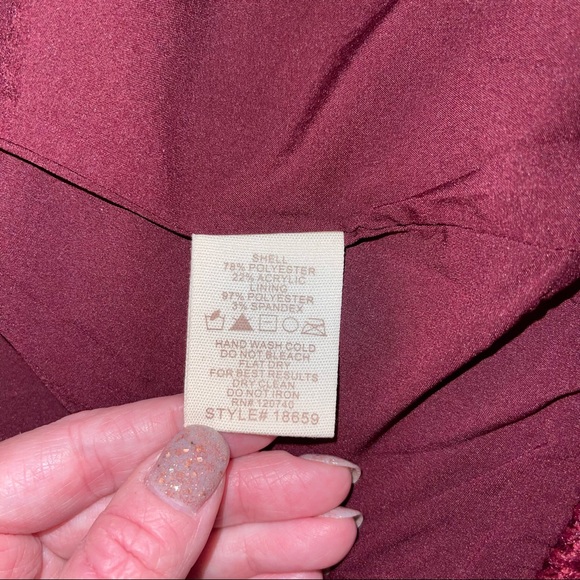 SHELL
78% POLYESTER
22% ACRYLIC
LINING
97% POLYESTER
3% SPANDEX
HAND WASH COLD
DO NOT BLEACH
FLAT DRY
FOR BEST RESULTS
DRY CLEAN
DO NOT IRON
RN# 120740
STYLE# 18659